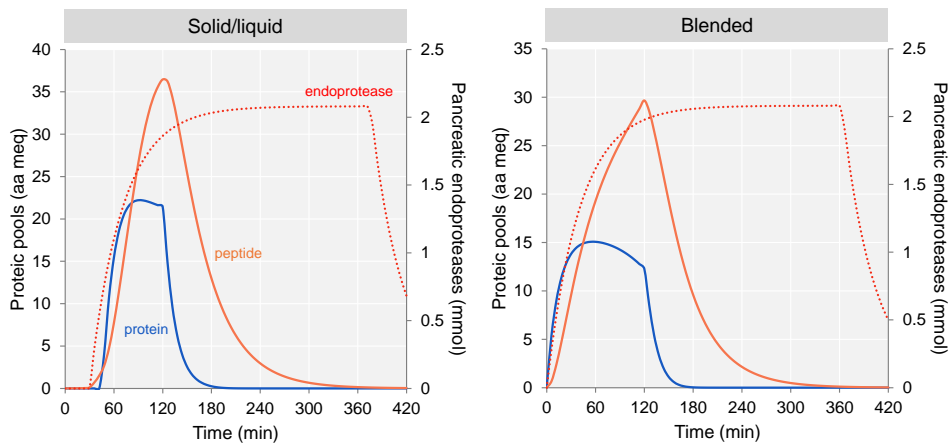 Solid/liquid
40
35
30
25
20
15
10
5
0
Proteic pools (aa meq)
2.5
2
1.5
1
0.5
0
Pancreatic endoproteases (mmol)
endoprotease
peptide
protein
0 60 120 180 240 300 360 420
Time (min)
Blended
35
30
25
20
15
10
5
0
Proteic pools (aa meq)
2.5
2
1.5
1
0.5
0
Pancreatic endoproteases (mmol)
0 60 120 180 240 300 360 420
Time (min)